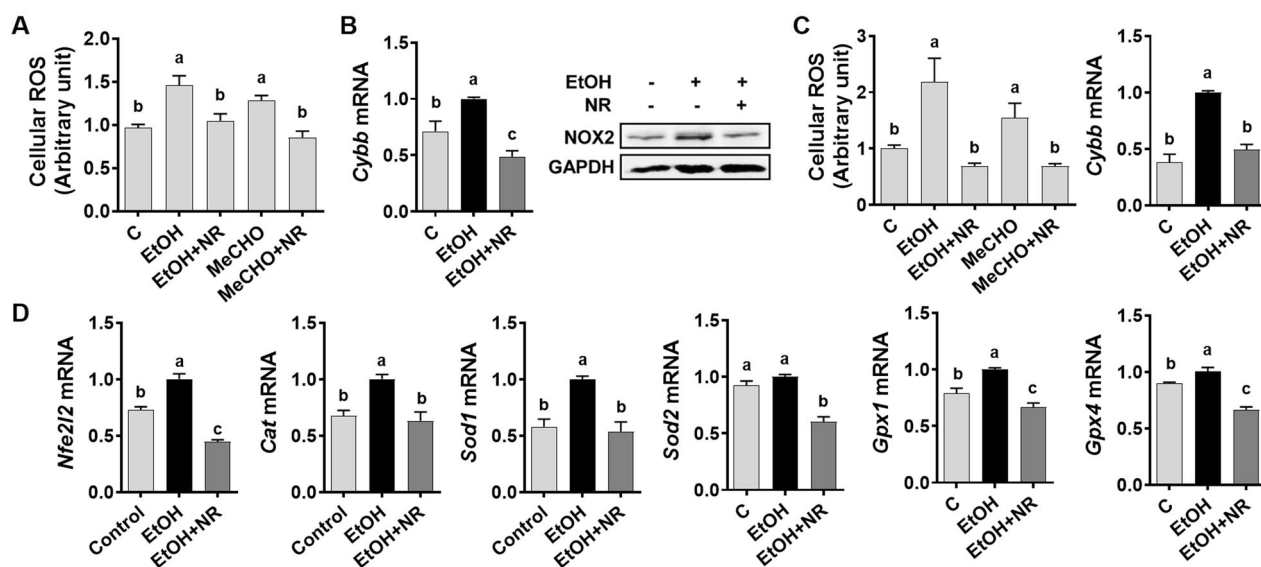 A
Cellular ROS
(Arbitrary unit)
2.0
1.5
1.0
0.5
0.0
b
a
b
a
b
C
EtOH
EtOH+NR
MeCHO
MeCHO+NR
B
Cybb mRNA
1.5
1.0
0.5
0.0
b
a
c
C
EtOH
EtOH+NR
EtOH - + +
NR - - +
NOX2
GAPDH
C
Cellular ROS
(Arbitrary unit)
3
2
1
0
b
a
b
a
b
C
EtOH
EtOH+NR
MeCHO
MeCHO+NR
Cybb mRNA
1.5
1.0
0.5
0.0
b
a
b
C
EtOH
EtOH+NR
D
Nfe2l2 mRNA
1.5
1.0
0.5
0.0
b
a
c
Control
EtOH
EtOH+NR
Cat mRNA
1.5
1.0
0.5
0.0
b
a
b
Control
EtOH
EtOH+NR
Sod1 mRNA
1.5
1.0
0.5
0.0
b
a
b
Control
EtOH
EtOH+NR
Sod2 mRNA
1.5
1.0
0.5
0.0
a
a
b
C
EtOH
EtOH+NR
Gpx1 mRNA
1.5
1.0
0.5
0.0
b
a
c
C
EtOH
EtOH+NR
Gpx4 mRNA
1.5
1.0
0.5
0.0
b
a
c
C
EtOH
EtOH+NR